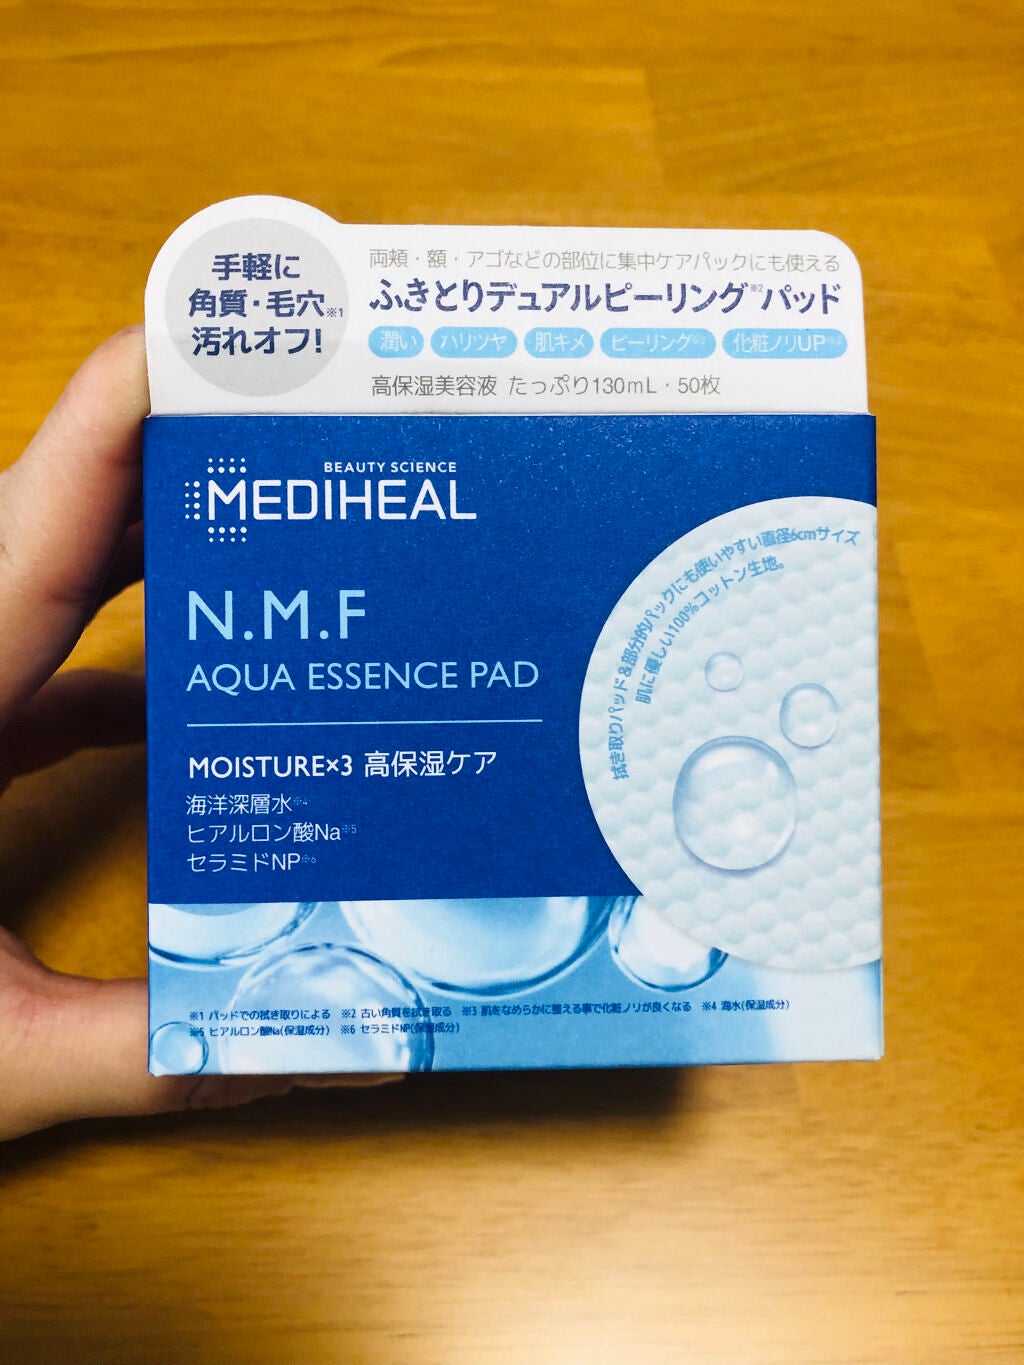 手軽に
角質・毛穴※1
汚れオフ!
両頬・額・アゴなどの部位に集中ケアパックにも使える
ふきとりデュアルピーリング※2パッド
潤い ハリツヤ 肌キメ ピーリング※2 化粧ノリUP※3
高保湿美容液 たっぷり130mL・50枚
BEAUTY SCIENCE
MEDIHEAL
N.M.F
AQUA ESSENCE PAD
MOISTURE×3 高保湿ケア
海洋深層水※4
ヒアルロン酸Na※5
セラミドNP※6
拭き取りパッド&部分的パックにも使いやすい直径6cmサイズ
肌に優しい100%コットン生地。
※1 パッドでの拭き取りによる ※2 古い角質を拭き取る ※3 肌をなめらかに整える事で化粧ノリが良くなる ※4 海水(保湿成分)
※5 ヒアルロン酸Na(保湿成分) ※6 セラミドNP(保湿成分)